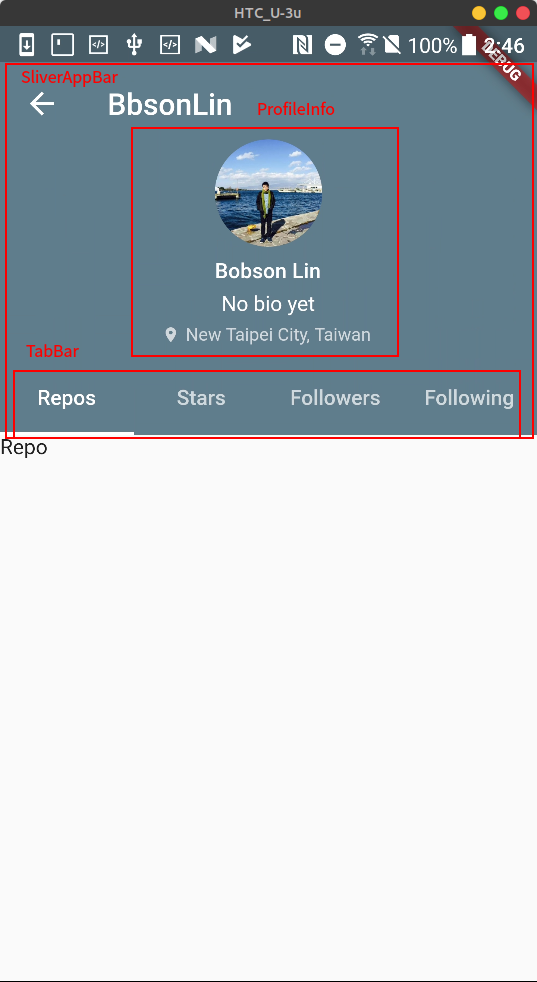 HTC_U-3u
100% 2:46
DEBUG
SliverAppBar
BbsonLin
ProfileInfo
Bobson Lin
No bio yet
New Taipei City, Taiwan
TabBar
Repos Stars Followers Following
Repo